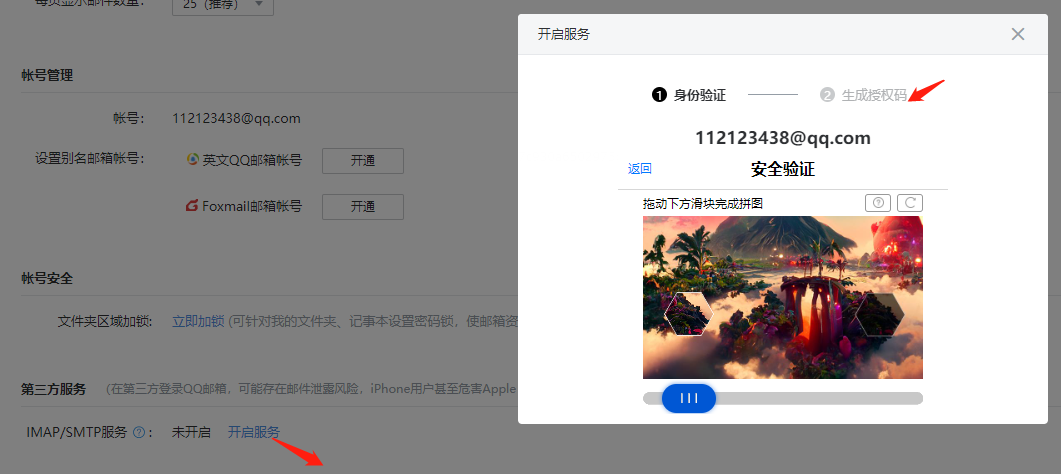 每页显示邮件数量： 25（推荐）
帐号管理
帐号： 112123438@qq.com
设置别名邮箱帐号： 英文QQ邮箱帐号 开通
Foxmail邮箱帐号 开通
帐号安全
文件夹区域加锁: 立即加锁 (可针对我的文件夹、记事本设置密码锁，使邮箱资
第三方服务 （在第三方登录QQ邮箱，可能存在邮件泄露风险，iPhone用户甚至危害Apple
IMAP/SMTP服务 ： 未开启 开启服务
开启服务
1 身份验证 2 生成授权码
112123438@qq.com
返回 安全验证
拖动下方滑块完成拼图